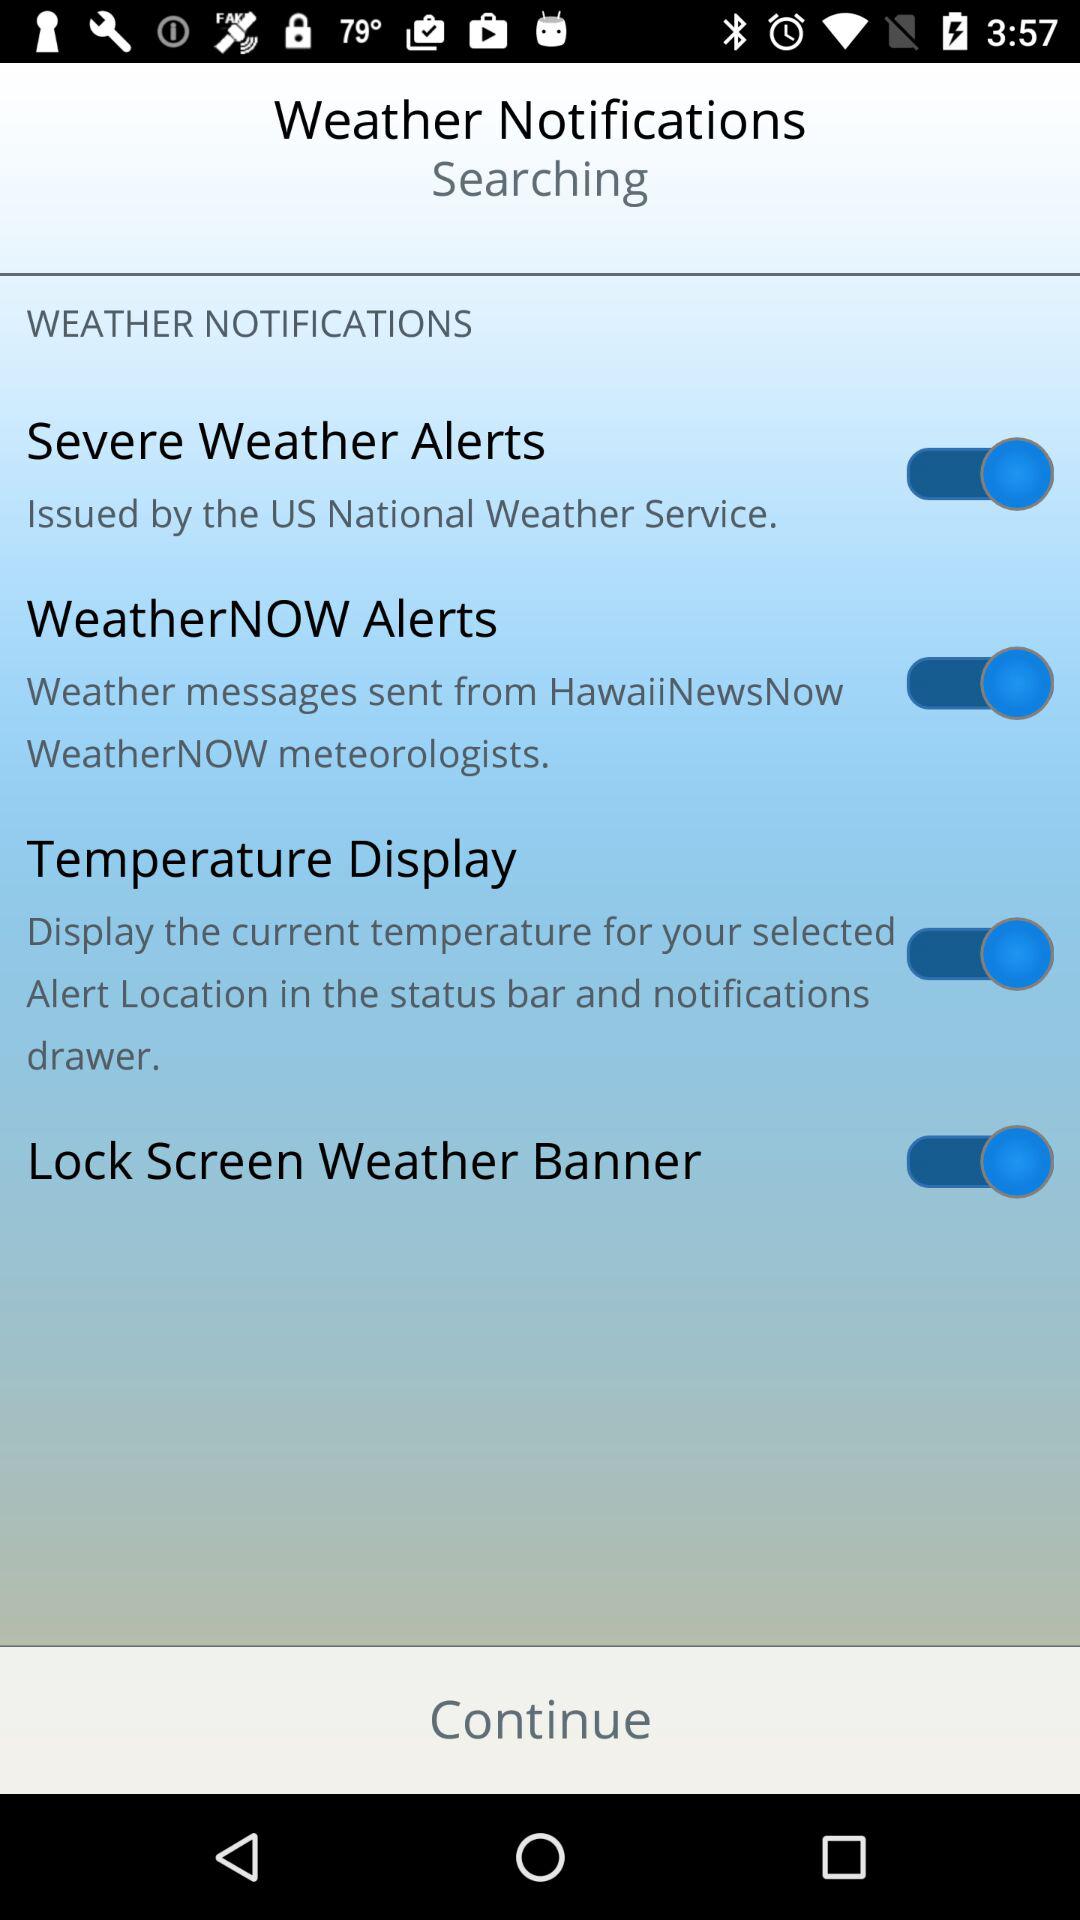 FAKE 79° 3:57
Weather Notifications
Searching
WEATHER NOTIFICATIONS
Severe Weather Alerts
Issued by the US National Weather Service.
WeatherNOW Alerts
Weather messages sent from HawaiiNewsNow
WeatherNOW meteorologists.
Temperature Display
Display the current temperature for your selected
Alert Location in the status bar and notifications
drawer.
Lock Screen Weather Banner
Continue